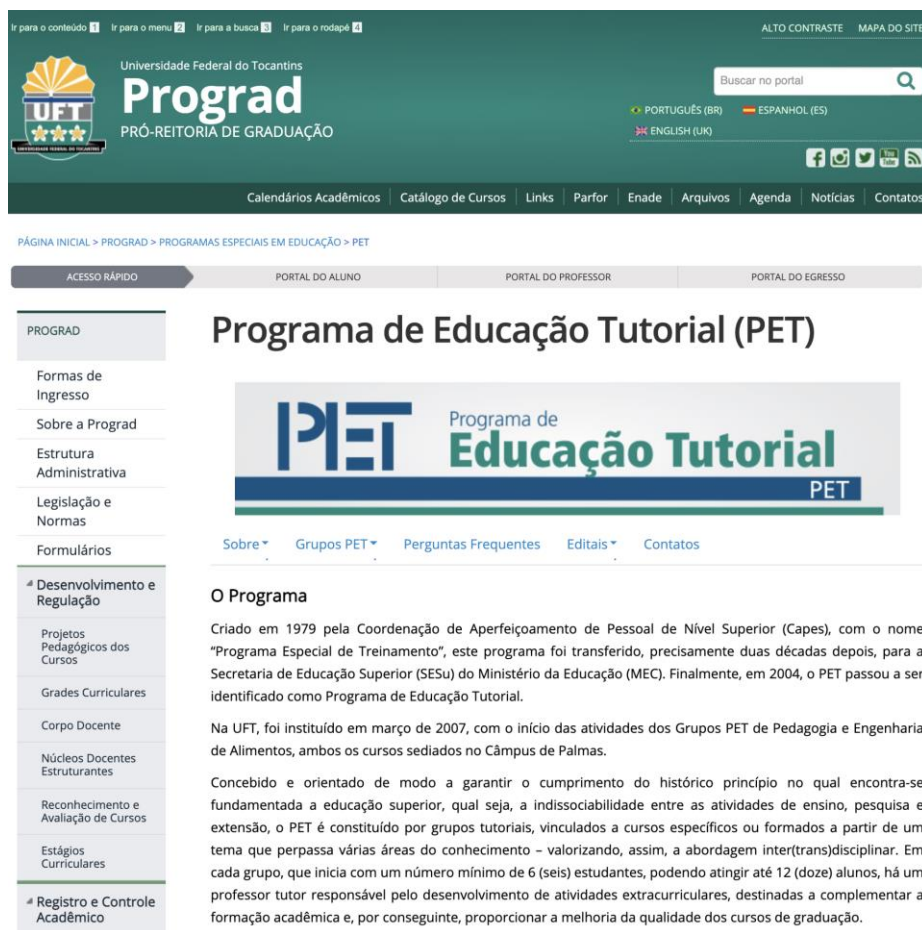 Ir para o conteúdo 1 Ir para o menu 2 Ir para a busca 3 Ir para o rodapé 4
ALTO CONTRASTE MAPA DO SITE
Universidade Federal do Tocantins
Prograd
PRÓ-REITORIA DE GRADUAÇÃO
UFT
Buscar no portal
PORTUGUÊS (BR) ESPANHOL (ES)
ENGLISH (UK)
Calendários Acadêmicos Catálogo de Cursos Links Parfor Enade Arquivos Agenda Notícias Contatos
PÁGINA INICIAL > PROGRAD > PROGRAMAS ESPECIAIS EM EDUCAÇÃO > PET
ACESSO RÁPIDO PORTAL DO ALUNO PORTAL DO PROFESSOR PORTAL DO EGRESSO
PROGRAD
Formas de
Ingresso
Sobre a Prograd
Estrutura
Administrativa
Legislação e
Normas
Formulários
Desenvolvimento e
Regulação
Projetos
Pedagógicos dos
Cursos
Grades Curriculares
Corpo Docente
Núcleos Docentes
Estruturantes
Reconhecimento e
Avaliação de Cursos
Estágios
Curriculares
Registro e Controle
Acadêmico
Programa de Educação Tutorial (PET)
PET
Programa de
Educação Tutorial
PET
Sobre Grupos PET Perguntas Frequentes Editais Contatos
O Programa
Criado em 1979 pela Coordenação de Aperfeiçoamento de Pessoal de Nível Superior (Capes), com o nome
“Programa Especial de Treinamento”, este programa foi transferido, precisamente duas décadas depois, para a
Secretaria de Educação Superior (SESu) do Ministério da Educação (MEC). Finalmente, em 2004, o PET passou a ser
identificado como Programa de Educação Tutorial.
Na UFT, foi instituído em março de 2007, com o início das atividades dos Grupos PET de Pedagogia e Engenharia
de Alimentos, ambos os cursos sediados no Câmpus de Palmas.
Concebido e orientado de modo a garantir o cumprimento do histórico princípio no qual encontra-se
fundamentada a educação superior, qual seja, a indissociabilidade entre as atividades de ensino, pesquisa e
extensão, o PET é constituído por grupos tutoriais, vinculados a cursos específicos ou formados a partir de um
tema que perpassa várias áreas do conhecimento – valorizando, assim, a abordagem inter(trans)disciplinar. Em
cada grupo, que inicia com um número mínimo de 6 (seis) estudantes, podendo atingir até 12 (doze) alunos, há um
professor tutor responsável pelo desenvolvimento de atividades extracurriculares, destinadas a complementar a
formação acadêmica e, por conseguinte, proporcionar a melhoria da qualidade dos cursos de graduação.